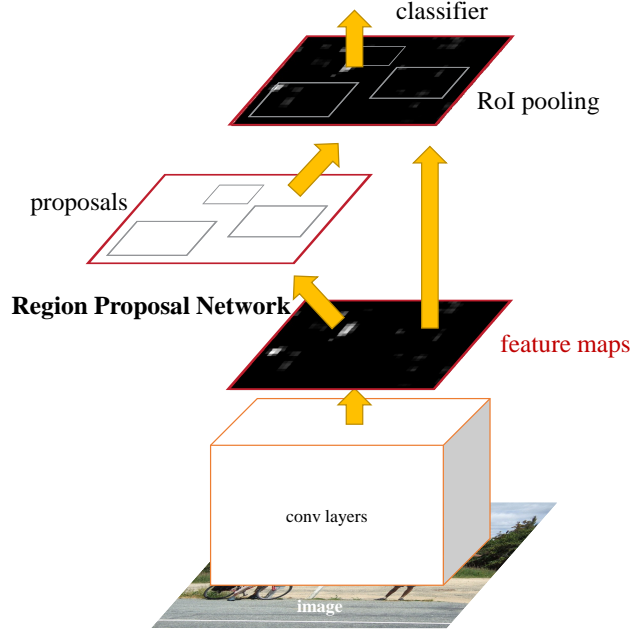 classifier
RoI pooling
proposals
Region Proposal Network
feature maps
conv layers
image